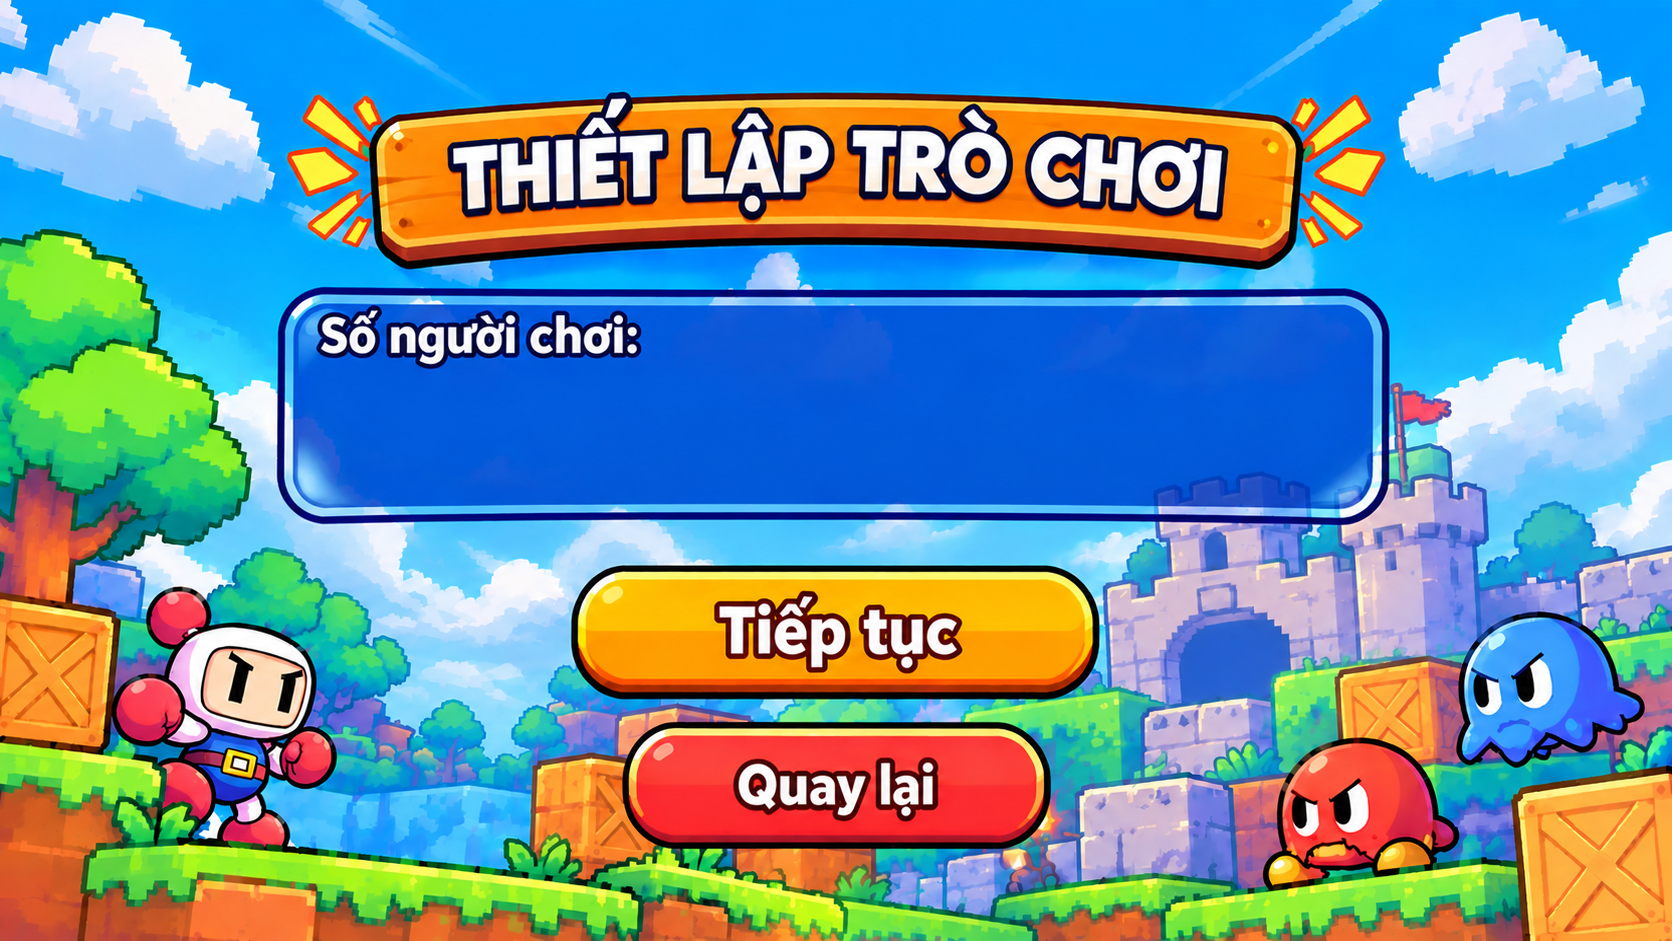 THIẾT LẬP TRÒ CHƠI
Số người chơi:
Tiếp tục
Quay lại